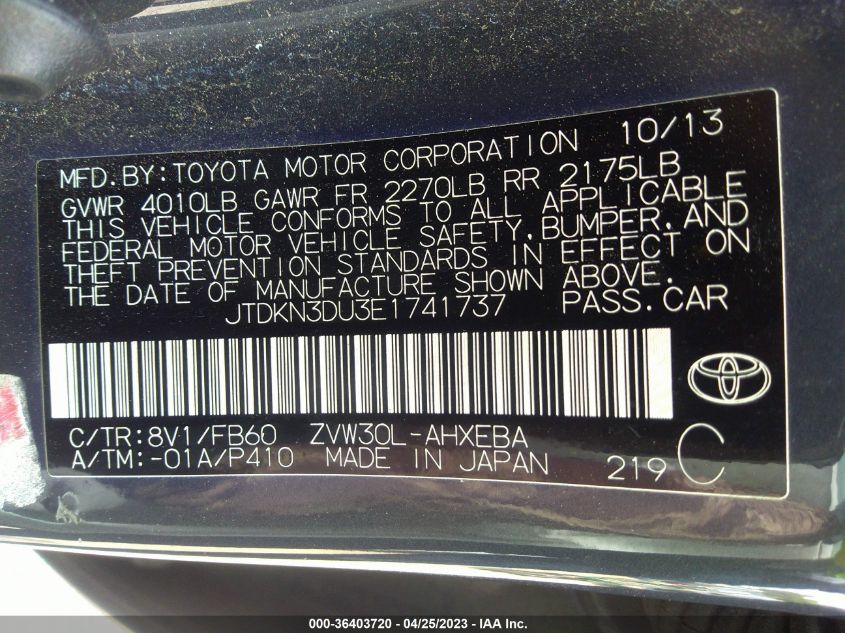 MFD.BY:TOYOTA MOTOR CORPORATION 10/13
GVWR 4010LB GAWR FR 2270LB RR 2175LB
THIS VEHICLE CONFORMS TO ALL APPLICABLE
FEDERAL MOTOR VEHICLE SAFETY,BUMPER,AND
THEFT PREVENTION STANDARDS IN EFFECT ON
THE DATE OF MANUFACTURE SHOWN ABOVE.
JTDKN3DU3E1741737 PASS.CAR
C/TR:8V1/FB60 ZVW30L-AHXEBA
A/TM:-01A/P410 MADE IN JAPAN 219 C
000-36403720 - 04/25/2023 - IAA Inc.